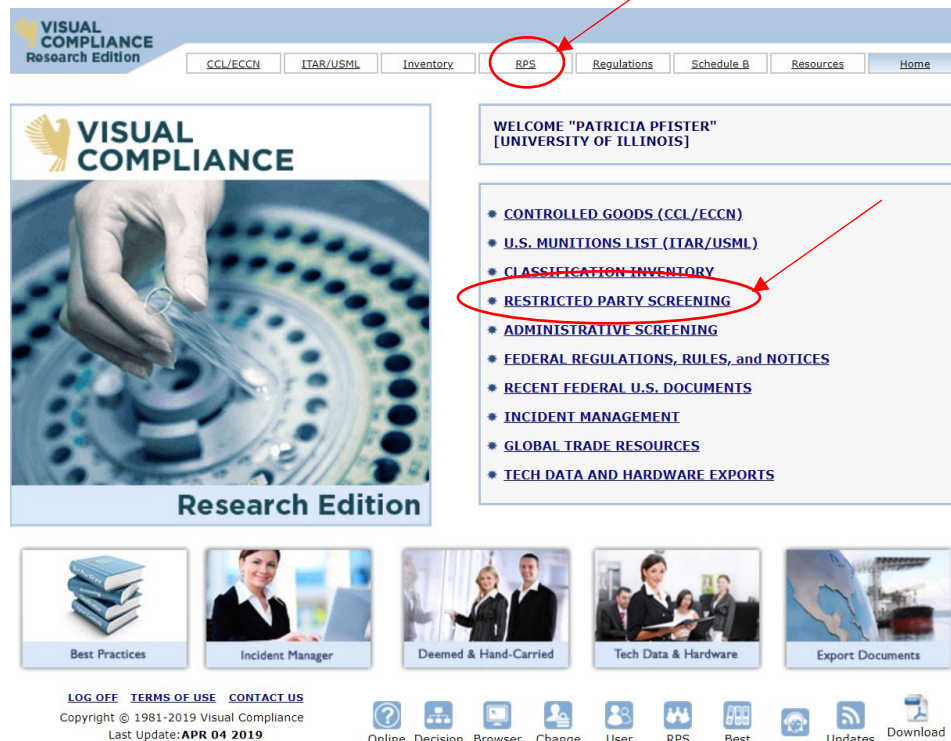 VISUAL
COMPLIANCE
Research Edition
CCL/ECCN ITAR/USML Inventory RPS Regulations Schedule B Resources Home
VISUAL
COMPLIANCE
Research Edition
WELCOME "PATRICIA PFISTER"
[UNIVERSITY OF ILLINOIS]
CONTROLLED GOODS (CCL/ECCN)
U.S. MUNITIONS LIST (ITAR/USML)
CLASSIFICATION INVENTORY
RESTRICTED PARTY SCREENING
ADMINISTRATIVE SCREENING
FEDERAL REGULATIONS, RULES, and NOTICES
RECENT FEDERAL U.S. DOCUMENTS
INCIDENT MANAGEMENT
GLOBAL TRADE RESOURCES
TECH DATA AND HARDWARE EXPORTS
Best Practices Incident Manager Deemed & Hand-Carried Tech Data & Hardware Export Documents
LOG OFF TERMS OF USE CONTACT US
Copyright © 1981-2019 Visual Compliance
Last Update:APR 04 2019
Online Decision Browser Change User RPS Best Updates Download